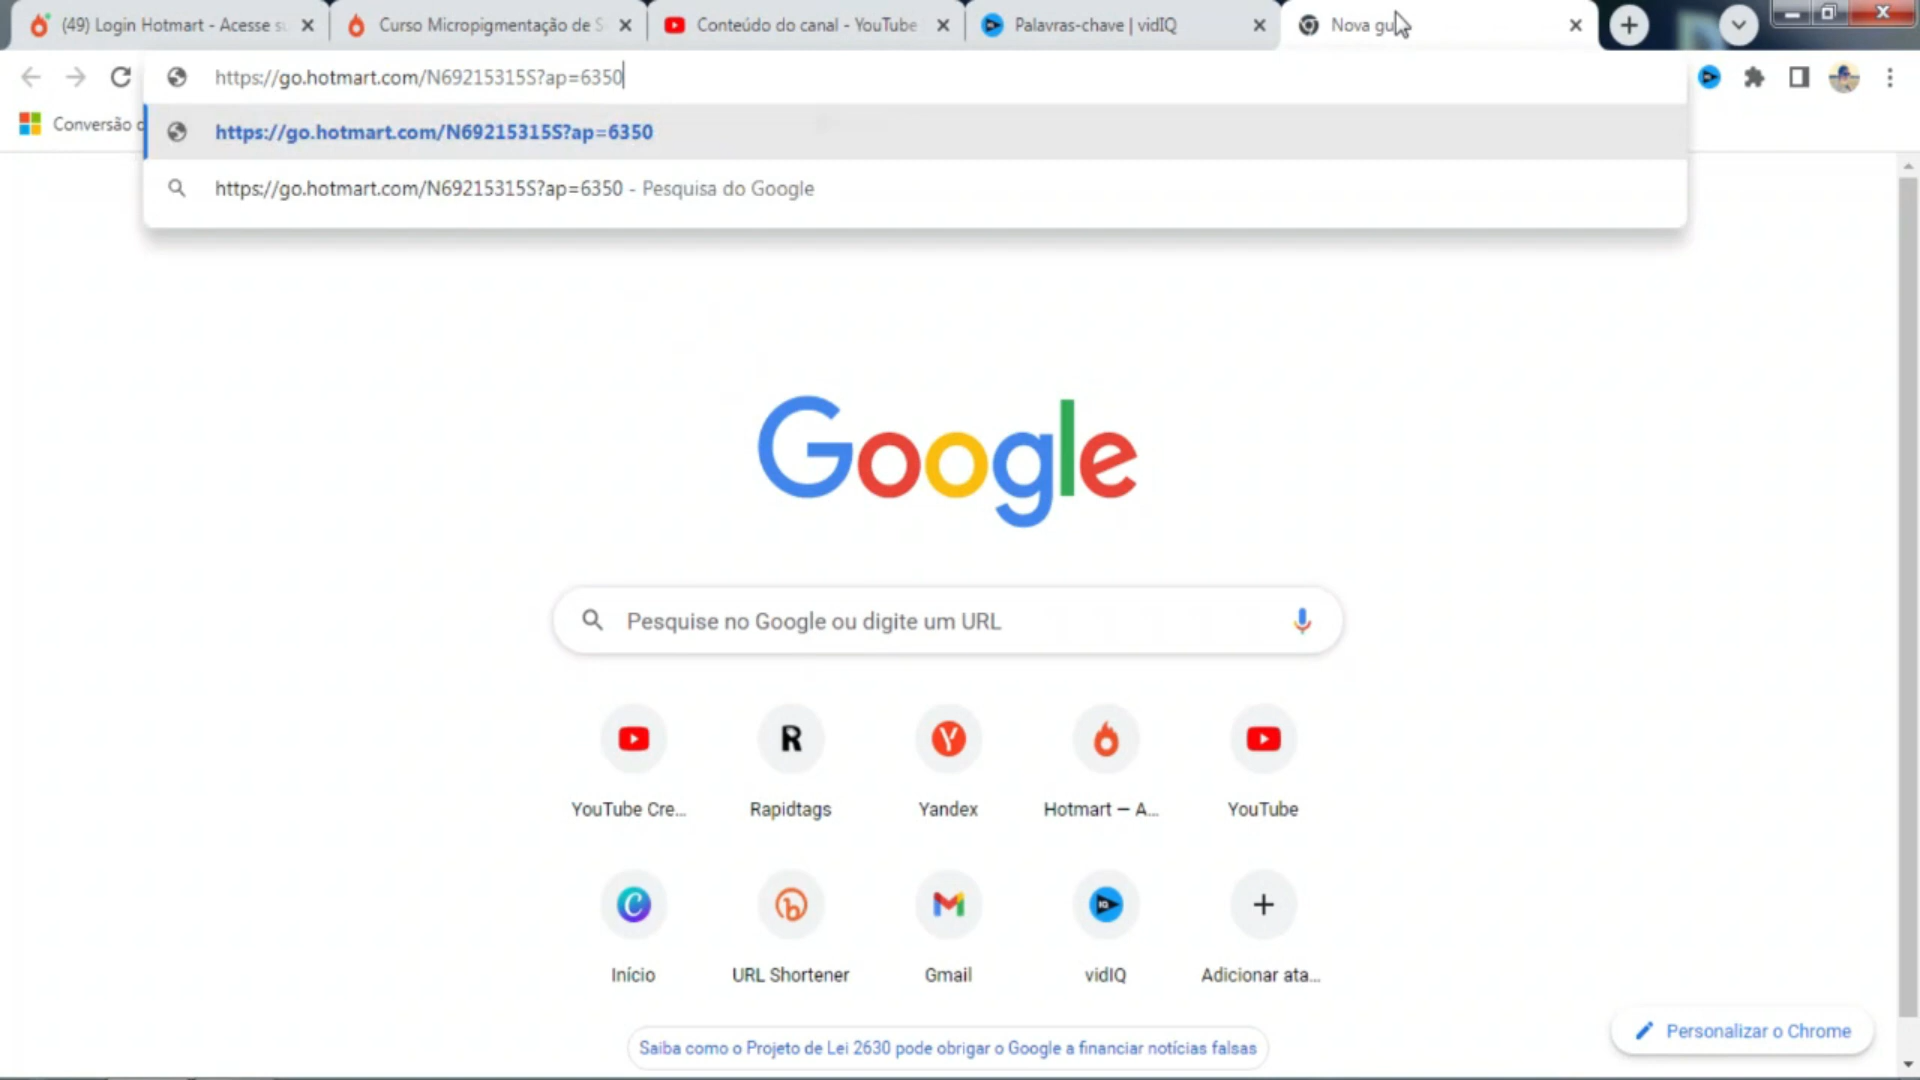 (49) Login Hotmart - Acesse s
Curso Micropigmentação de S
Conteúdo do canal - YouTube
Palavras-chave | vidIQ
Nova gu
https://go.hotmart.com/N69215315S?ap=6350
Conversão
https://go.hotmart.com/N69215315S?ap=6350
https://go.hotmart.com/N69215315S?ap=6350 - Pesquisa do Google
Google
Pesquise no Google ou digite um URL
YouTube Cre...
Rapidtags
Yandex
Hotmart — A...
YouTube
Início
URL Shortener
Gmail
vidIQ
Adicionar ata...
Personalizar o Chrome
Saiba como o Projeto de Lei 2630 pode obrigar o Google a financiar notícias falsas